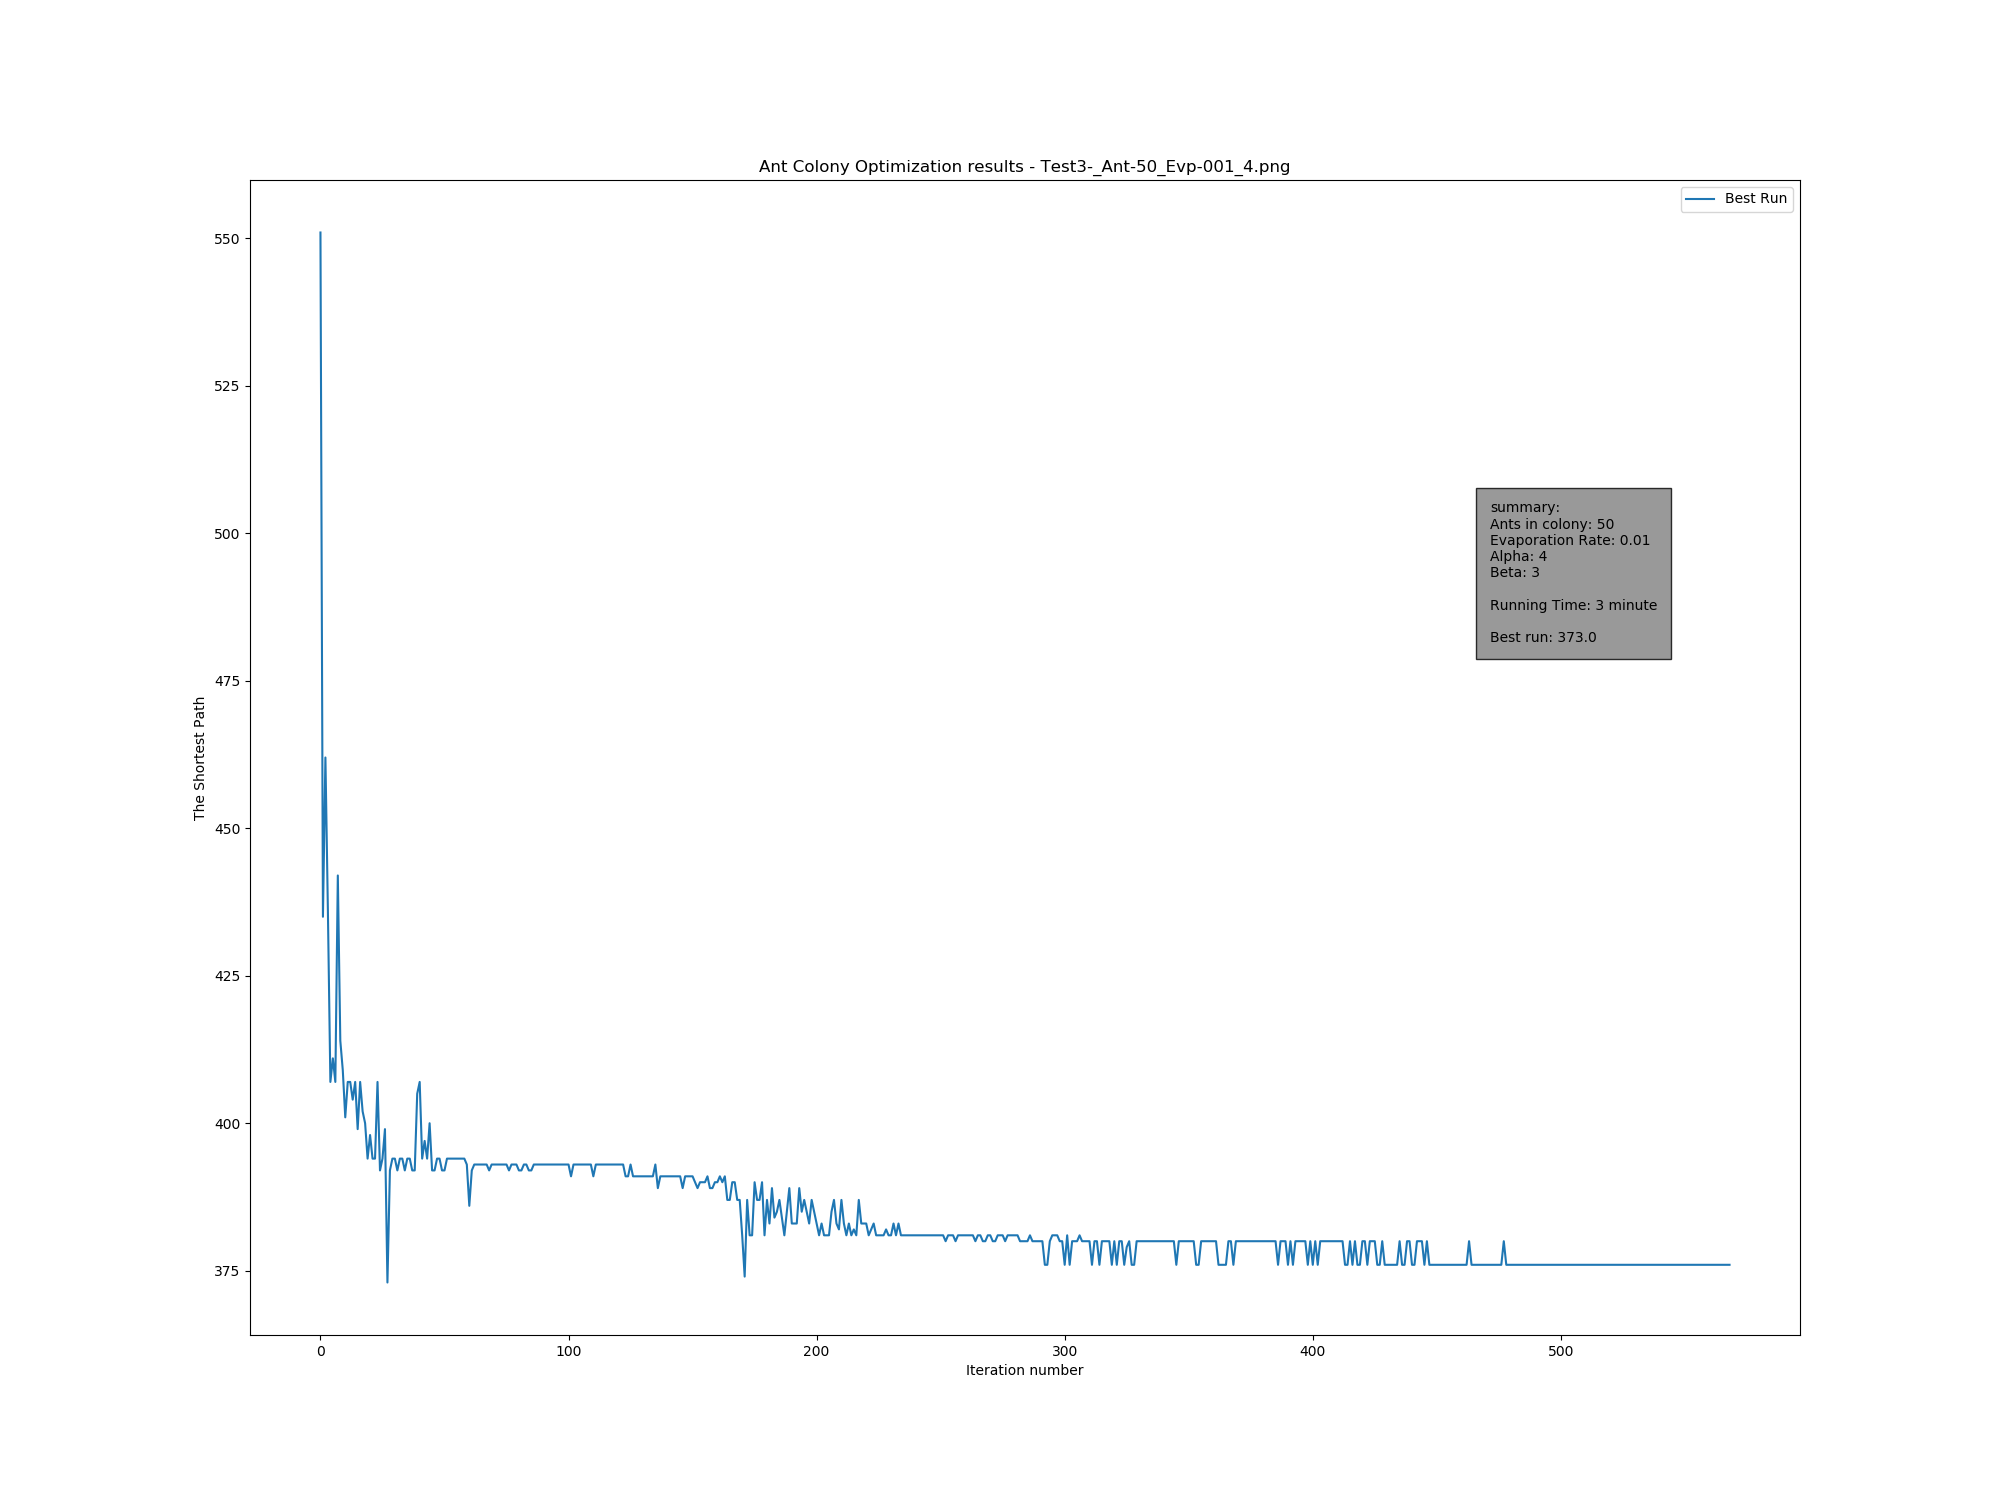 Ant Colony Optimization results - Test3-_Ant-50_Evp-001_4.png
Best Run
550
525
500
475
450
425
400
375
The Shortest Path
summary:
Ants in colony: 50
Evaporation Rate: 0.01
Alpha: 4
Beta: 3
Running Time: 3 minute
Best run: 373.0
0 100 200 300 400 500
Iteration number